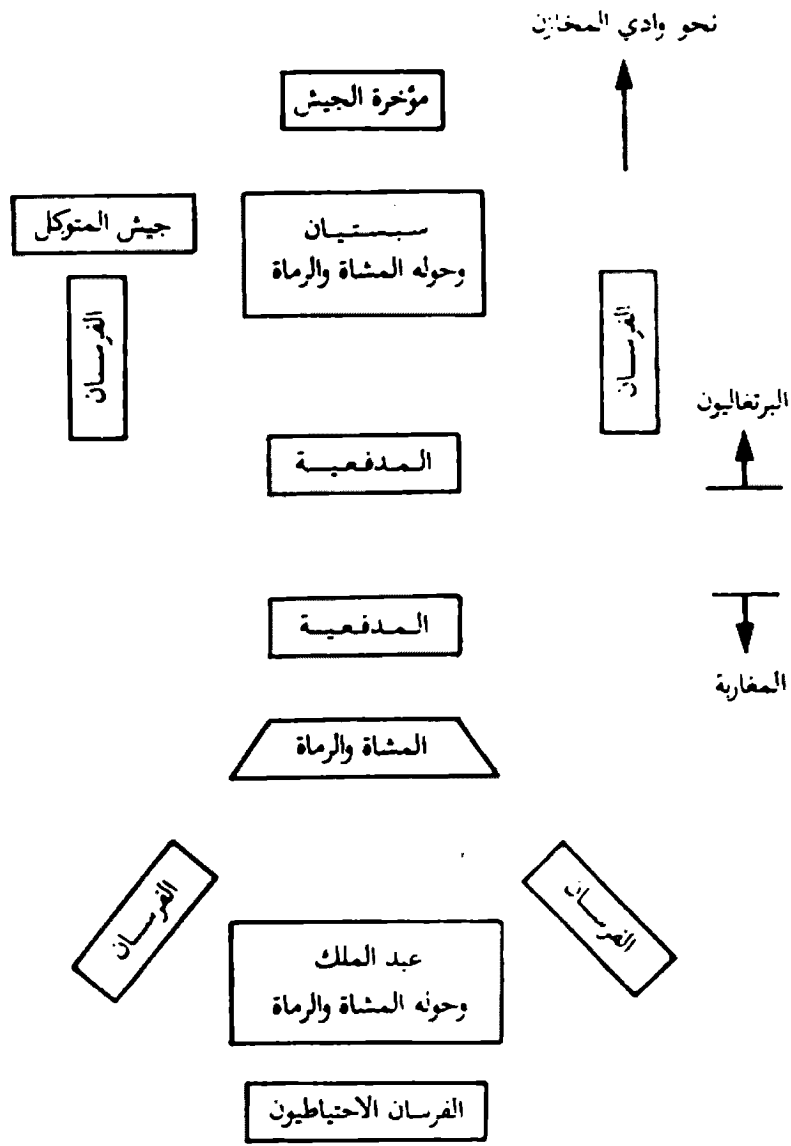 نحو وادي المخازن
مؤخرة الجيش
جيش المتوكل
سبستيان
وحوله المشاة والرماة
الفرسان
الفرسان
البرتغاليون
المدفعية
المدفعية
المغاربة
المشاة والرماة
الفرسان
الفرسان
عبد الملك
وحوله المشاة والرماة
الفرسان الاحتياطيون